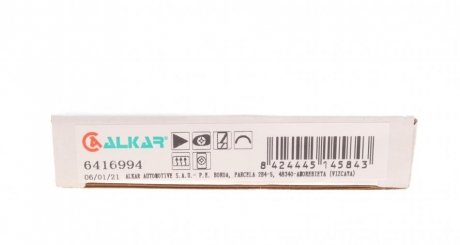 ALKAR®
6416994
06/01/21 ALKAR AUTOMOTIVE S.A.U.- P.E. BOROA, PARCELA 2B4-5, 48340-AMOREBIETA (VIZCAYA)
8 424445 145843